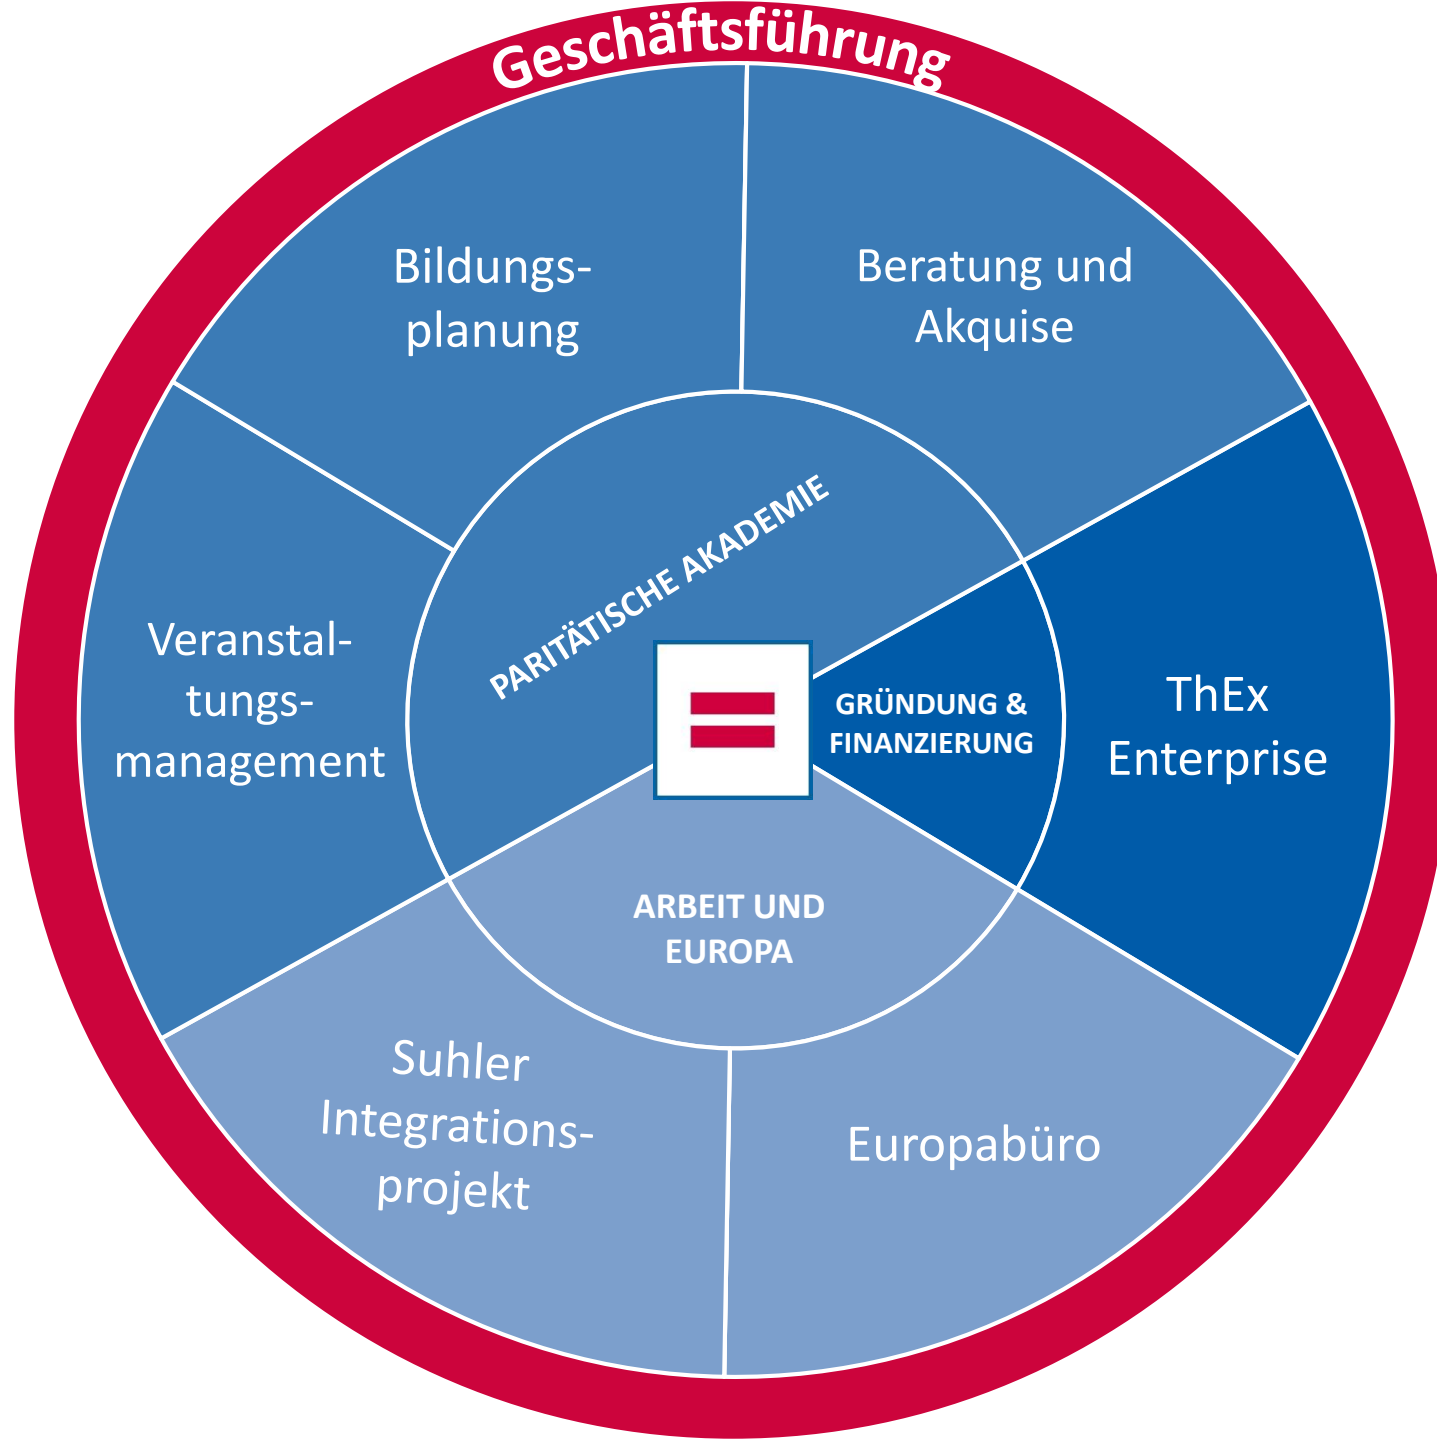 Geschäftsführung
Bildungs-
planung
Beratung und
Akquise
PARITÄTISCHE AKADEMIE
Veranstal-
tungs-
management
GRÜNDUNG &
FINANZIERUNG
ThEx
Enterprise
ARBEIT UND
EUROPA
Suhler
Integrations-
projekt
Europabüro